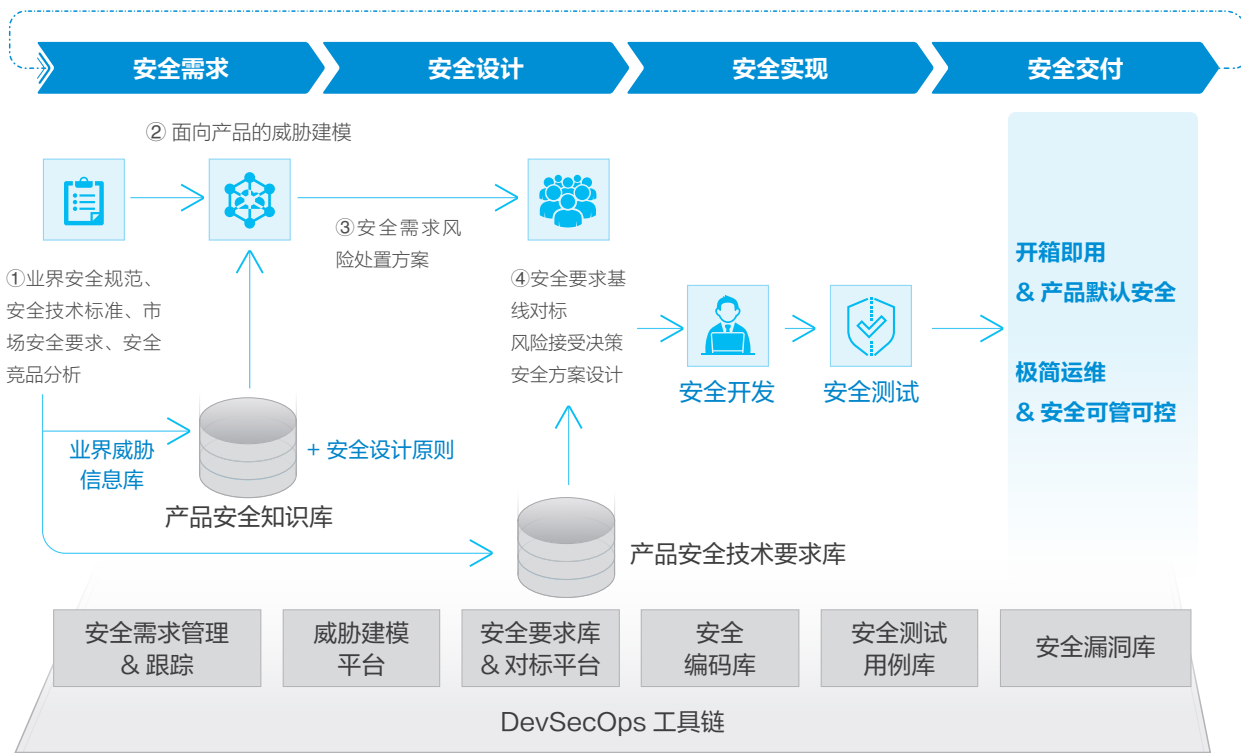 安全需求
安全设计
安全实现
安全交付
② 面向产品的威胁建模
③安全需求风
险处置方案
①业界安全规范、
安全技术标准、市
场安全要求、安全
竞品分析
④安全要求基
线对标
风险接受决策
安全方案设计
安全开发
安全测试
开箱即用
& 产品默认安全
极简运维
& 安全可管可控
业界威胁
信息库
+ 安全设计原则
产品安全知识库
产品安全技术要求库
安全需求管理
& 跟踪
威胁建模
平台
安全要求库
& 对标平台
安全
编码库
安全测试
用例库
安全漏洞库
DevSecOps 工具链